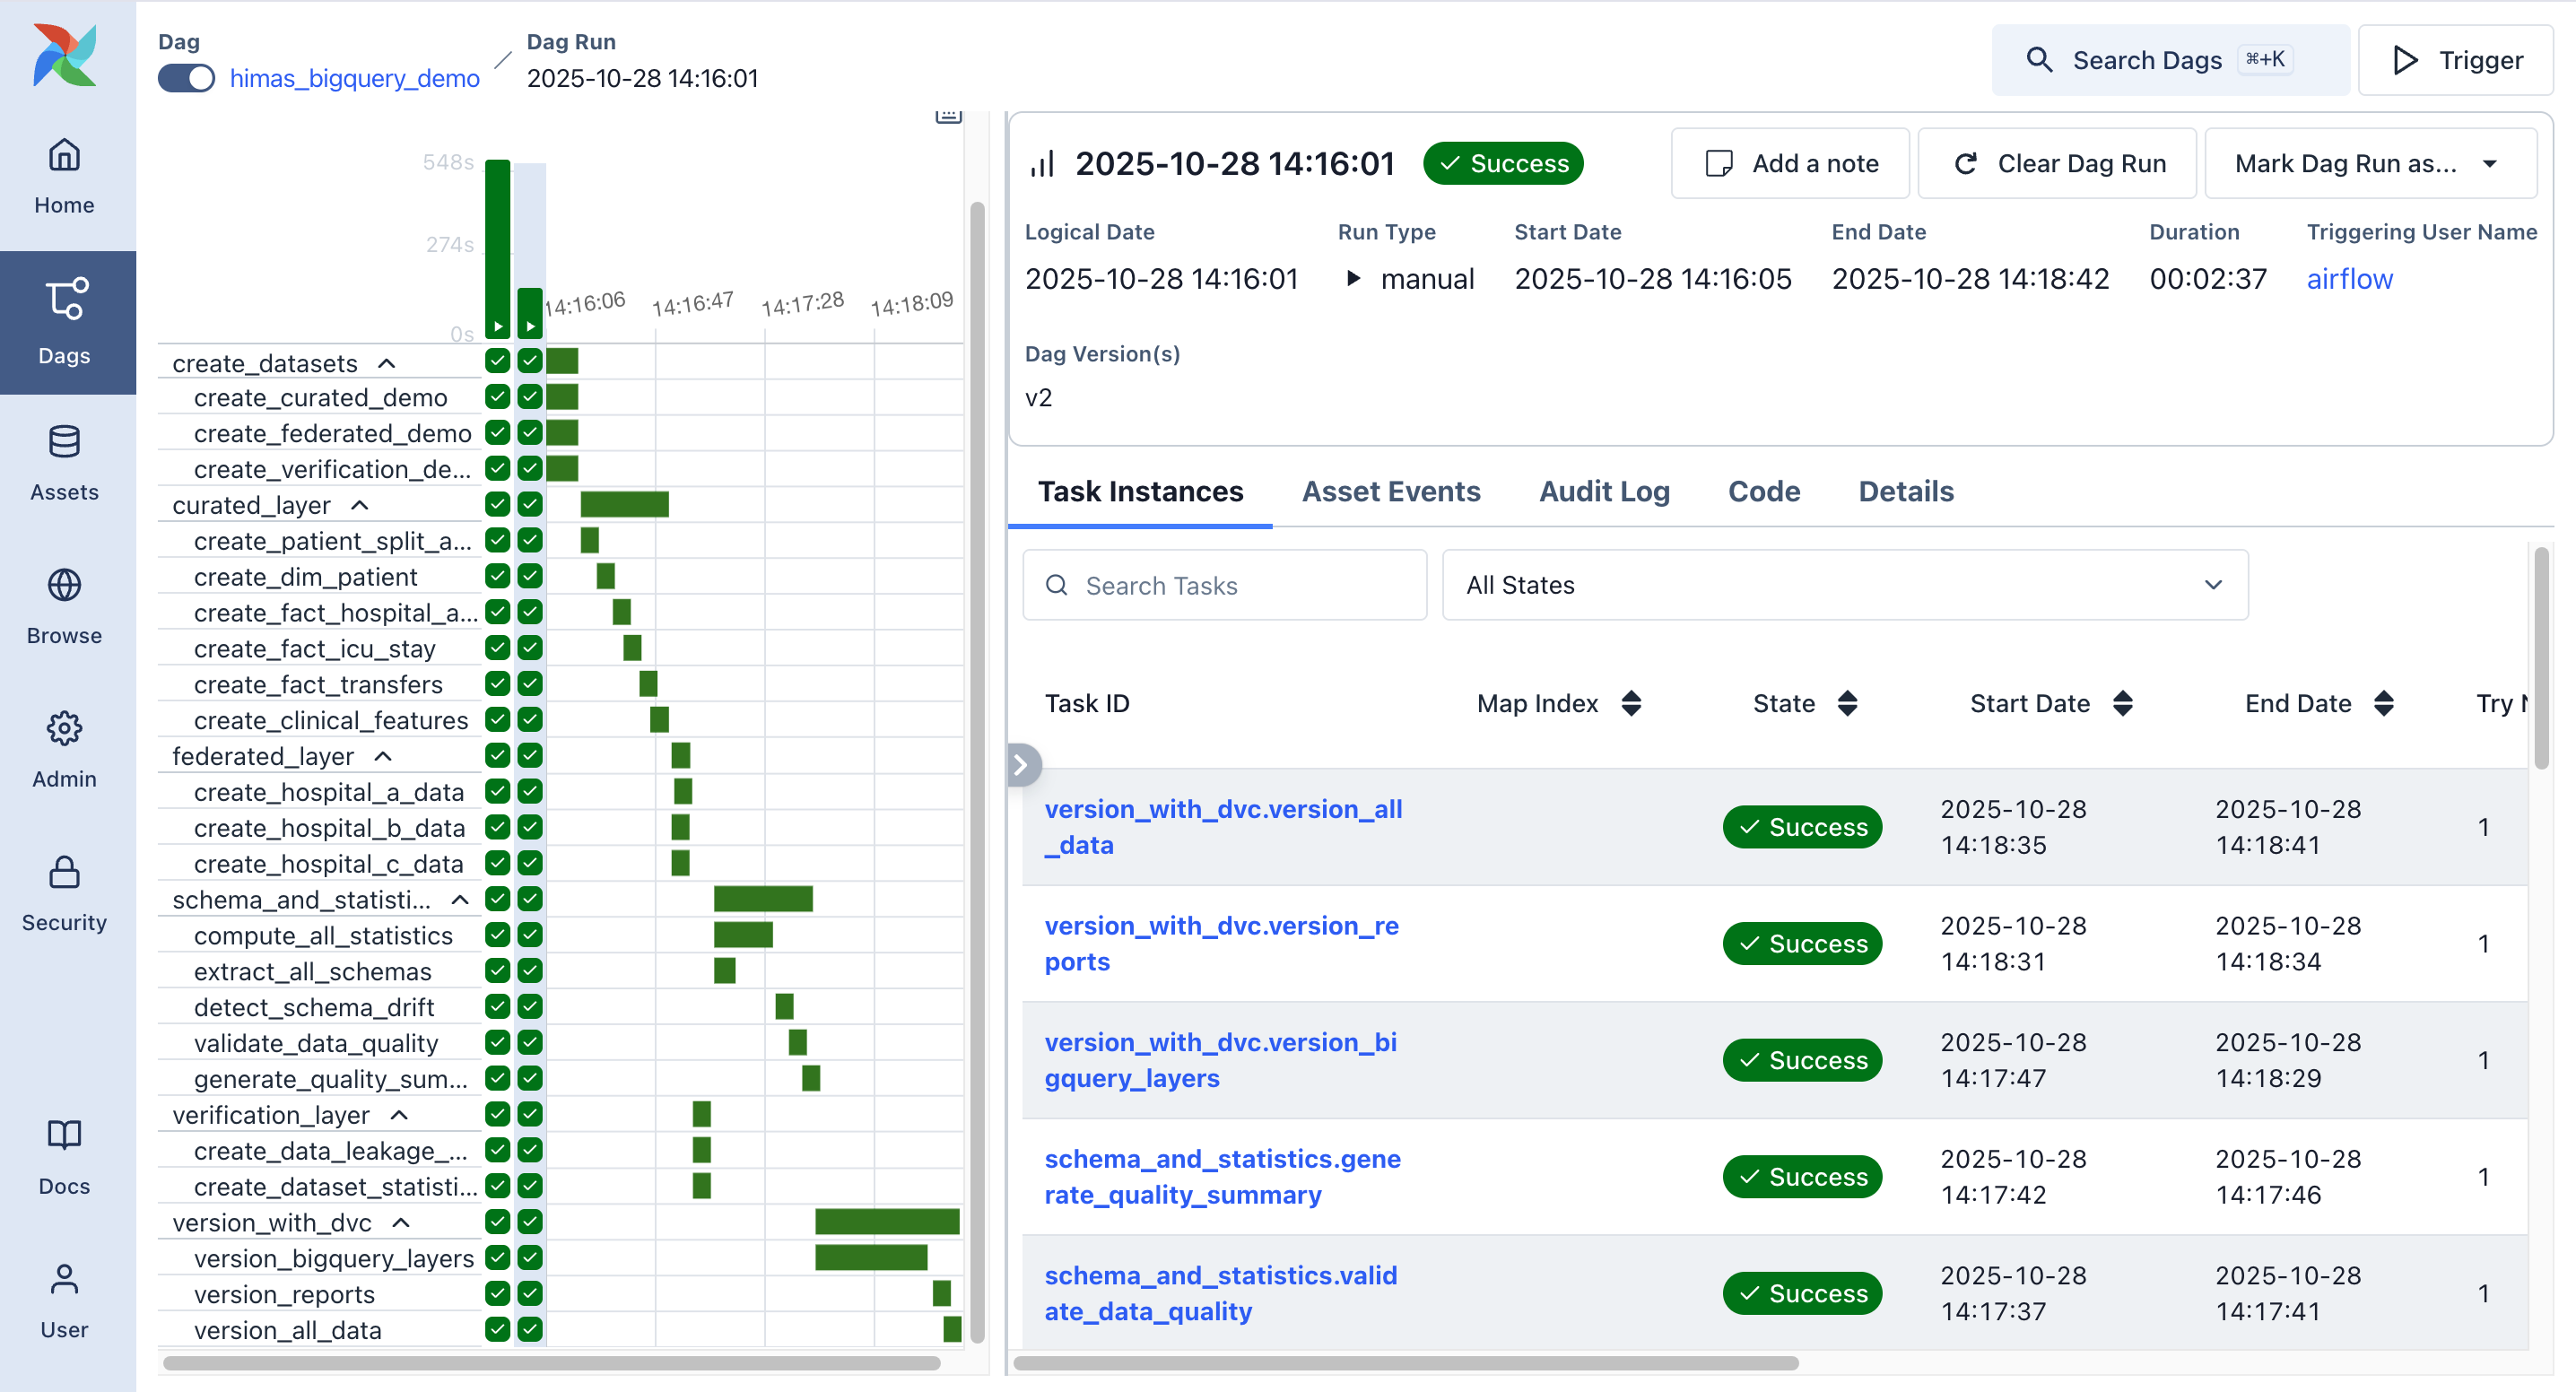 Dag
himas_bigquery_demo
Dag Run
2025-10-28 14:16:01
Search Dags ⌘+K
Trigger
Home
Dags
Assets
Browse
Admin
Security
Docs
User
548s
274s
0s
14:16:06 14:16:47 14:17:28 14:18:09
create_datasets
create_curated_demo
create_federated_demo
create_verification_de...
curated_layer
create_patient_split_a...
create_dim_patient
create_fact_hospital_a...
create_fact_icu_stay
create_fact_transfers
create_clinical_features
federated_layer
create_hospital_a_data
create_hospital_b_data
create_hospital_c_data
schema_and_statisti...
compute_all_statistics
extract_all_schemas
detect_schema_drift
validate_data_quality
generate_quality_sum...
verification_layer
create_data_leakage_...
create_dataset_statisti...
version_with_dvc
version_bigquery_layers
version_reports
version_all_data
2025-10-28 14:16:01 Success
Add a note
Clear Dag Run
Mark Dag Run as...
Logical Date Run Type Start Date End Date Duration Triggering User Name
2025-10-28 14:16:01 manual 2025-10-28 14:16:05 2025-10-28 14:18:42 00:02:37 airflow
Dag Version(s)
v2
Task Instances Asset Events Audit Log Code Details
Search Tasks
All States
Task ID Map Index State Start Date End Date Try
version_with_dvc.version_all
_data
Success
2025-10-28
14:18:35
2025-10-28
14:18:41
1
version_with_dvc.version_re
ports
Success
2025-10-28
14:18:31
2025-10-28
14:18:34
1
version_with_dvc.version_bi
gquery_layers
Success
2025-10-28
14:17:47
2025-10-28
14:18:29
1
schema_and_statistics.gene
rate_quality_summary
Success
2025-10-28
14:17:42
2025-10-28
14:17:46
1
schema_and_statistics.valid
ate_data_quality
Success
2025-10-28
14:17:37
2025-10-28
14:17:41
1